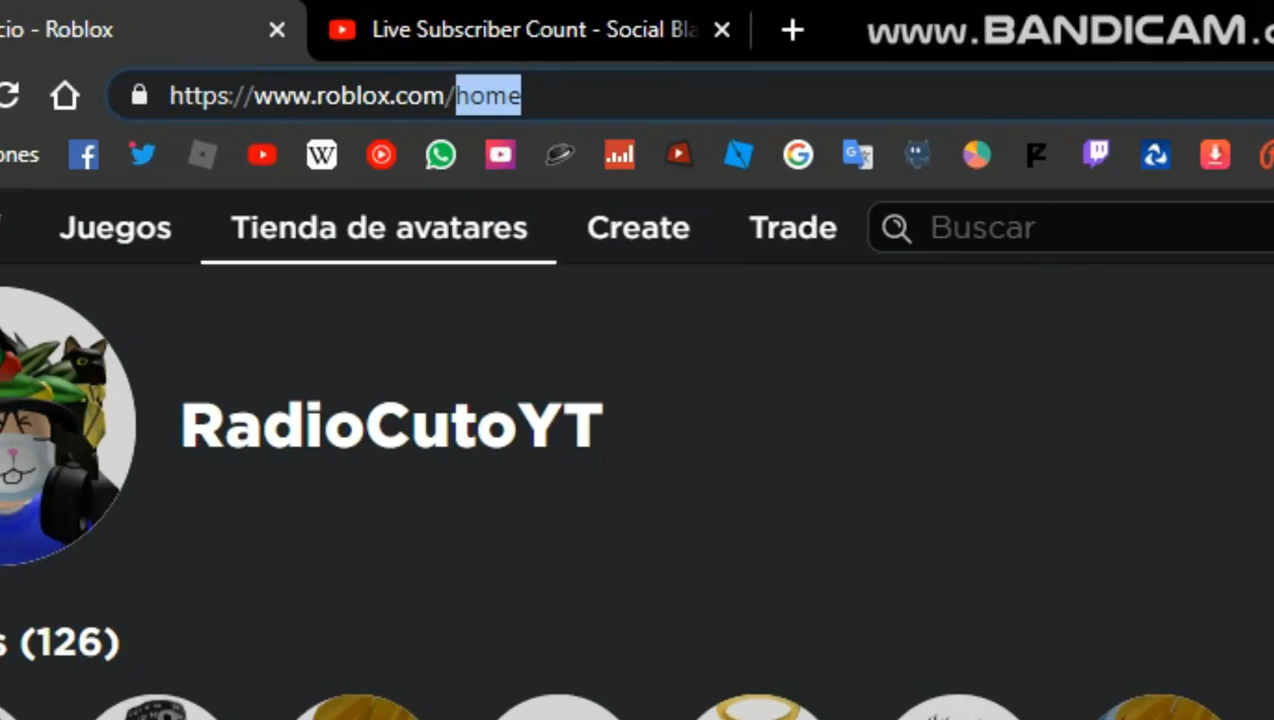 cio - Roblox
Live Subscriber Count - Social Bla
www.BANDICAM.c
https://www.roblox.com/home
ones
Juegos
Tienda de avatares
Create
Trade
Buscar
RadioCutoYT
s (126)